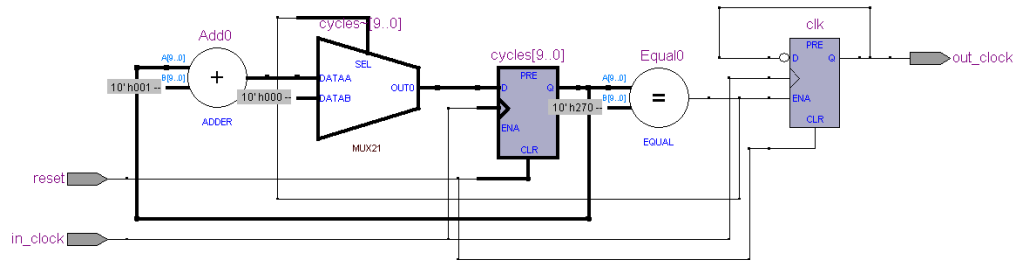 cycles~[9..0]
clk
Add0
SEL
cycles[9..0]
Equal0
PRE
A[9..0]
B[9..0]
10' h001 --
+
ADDER
DATAA
DATAB
10' h000 --
OUT0
MUX21
PRE
D
Q
ENA
CLR
A[9..0]
B[9..0]
10' h270 --
=
EQUAL
D
Q
ENA
CLR
out_clock
reset
in_clock